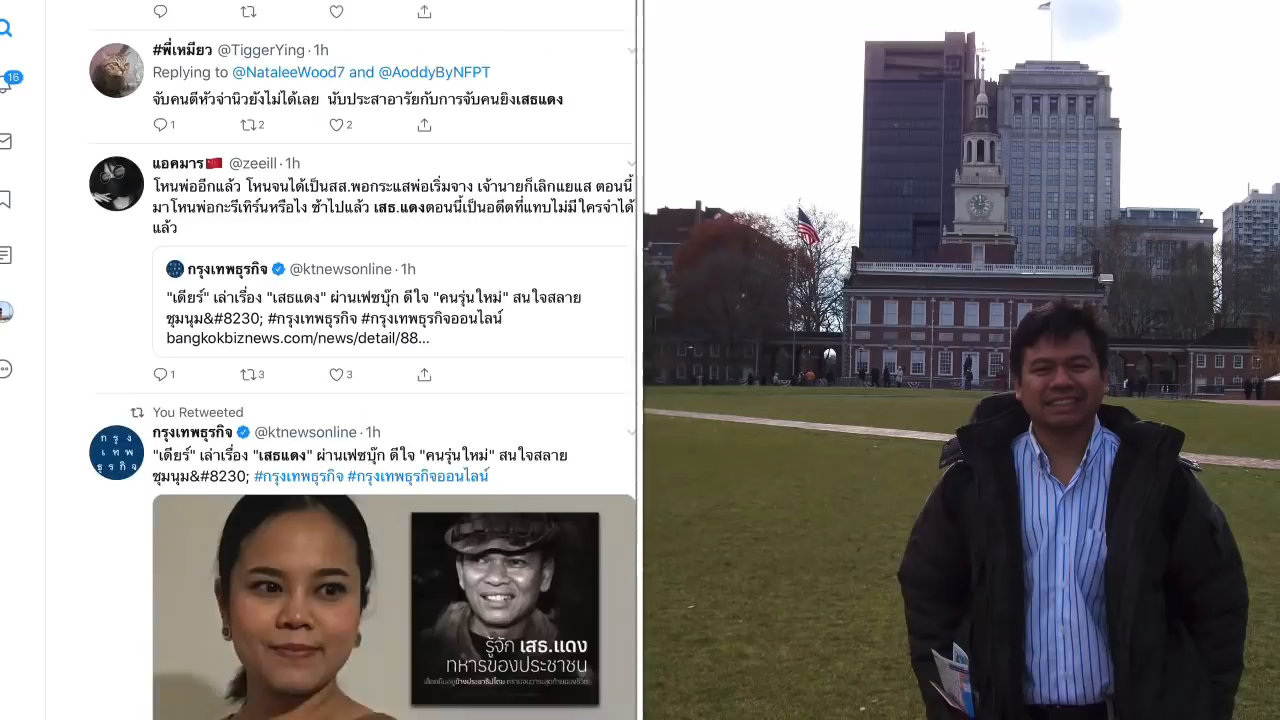 #พี่เหมียว @TiggerYing · 1h
Replying to @NataleeWood7 and @AoddyByNFPT
จับคนตีหัวจ่านิวยังไม่ได้เลย นับประสาอารัยกับการจับคนยิงเสธแดง
1 2 2
แอคมาร🇨🇳 @zeeill · 1h
โหนพ่ออีกแล้ว โหนจนได้เป็นสส.พอกระแสพ่อเริ่มจาง เจ้านายก็เลิกแยแส ตอนนี้
มาโหนพ่อกะรีเทิร์นหรือไง ช้าไปแล้ว เสธ.แดงตอนนี้เป็นอดีตที่แทบไม่มีใครจำได้
แล้ว
กรุงเทพธุรกิจ @ktnewsonline · 1h
"เดียร์" เล่าเรื่อง "เสธแดง" ผ่านเฟซบุ๊ก ดีใจ "คนรุ่นใหม่" สนใจสลาย
ชุมนุม&#8230; #กรุงเทพธุรกิจ #กรุงเทพธุรกิจออนไลน์
bangkokbiznews.com/news/detail/88...
1 3 3
You Retweeted
กรุงเทพธุรกิจ @ktnewsonline · 1h
"เดียร์" เล่าเรื่อง "เสธแดง" ผ่านเฟซบุ๊ก ดีใจ "คนรุ่นใหม่" สนใจสลาย
ชุมนุม&#8230; #กรุงเทพธุรกิจ #กรุงเทพธุรกิจออนไลน์
กรุง
เทพ
ธุรกิจ
รู้จัก เสธ.แดง
ทหารของประชาชน
16